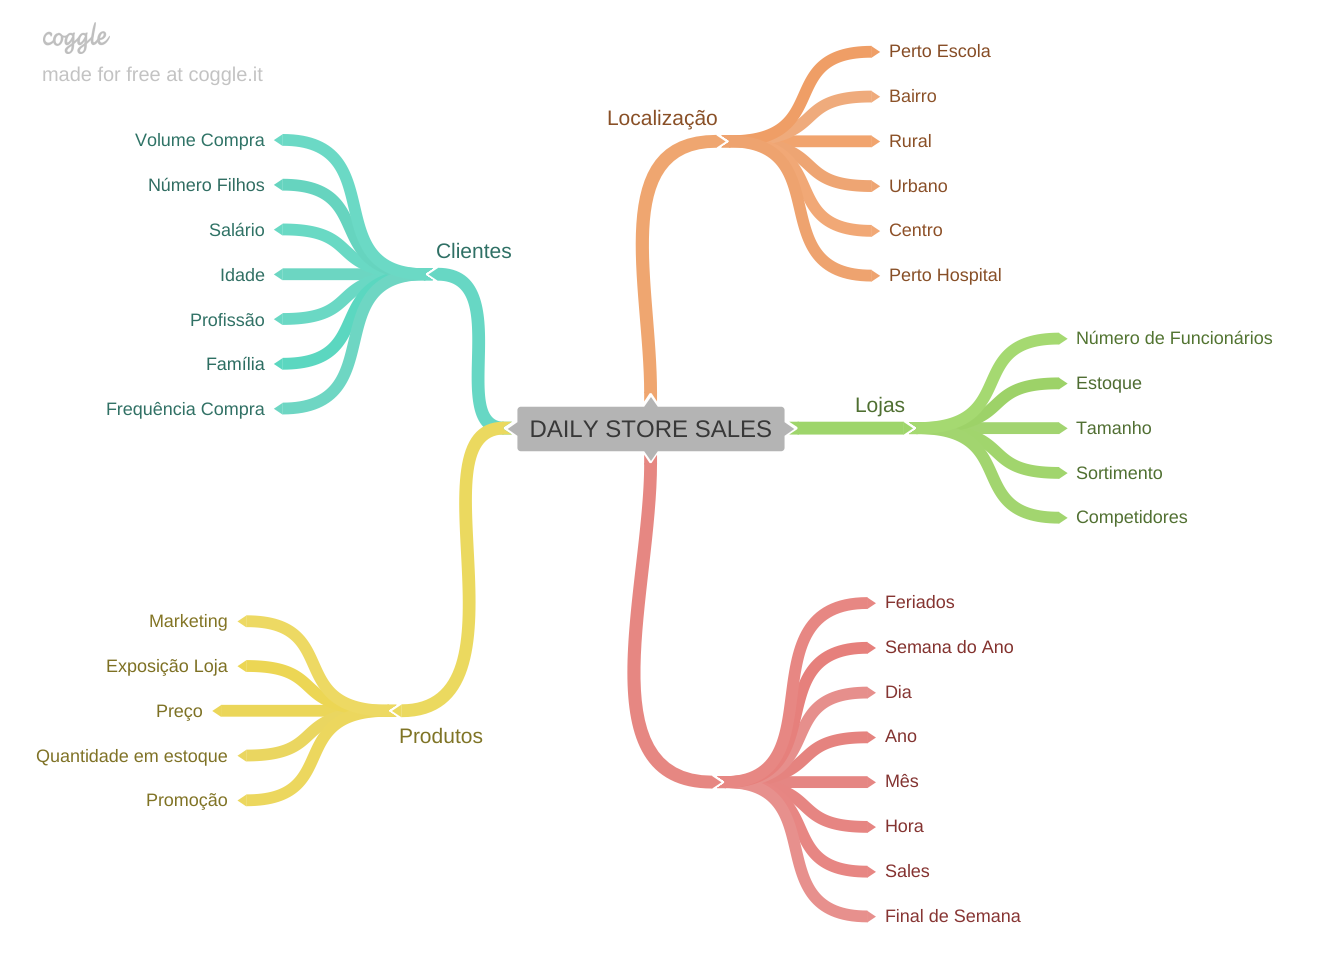 coggle
made for free at coggle.it
Clientes
Volume Compra
Número Filhos
Salário
Idade
Profissão
Família
Frequência Compra
Localização
Perto Escola
Bairro
Rural
Urbano
Centro
Perto Hospital
DAILY STORE SALES
Lojas
Número de Funcionários
Estoque
Tamanho
Sortimento
Competidores
Produtos
Marketing
Exposição Loja
Preço
Quantidade em estoque
Promoção
Feriados
Semana do Ano
Dia
Ano
Mês
Hora
Sales
Final de Semana